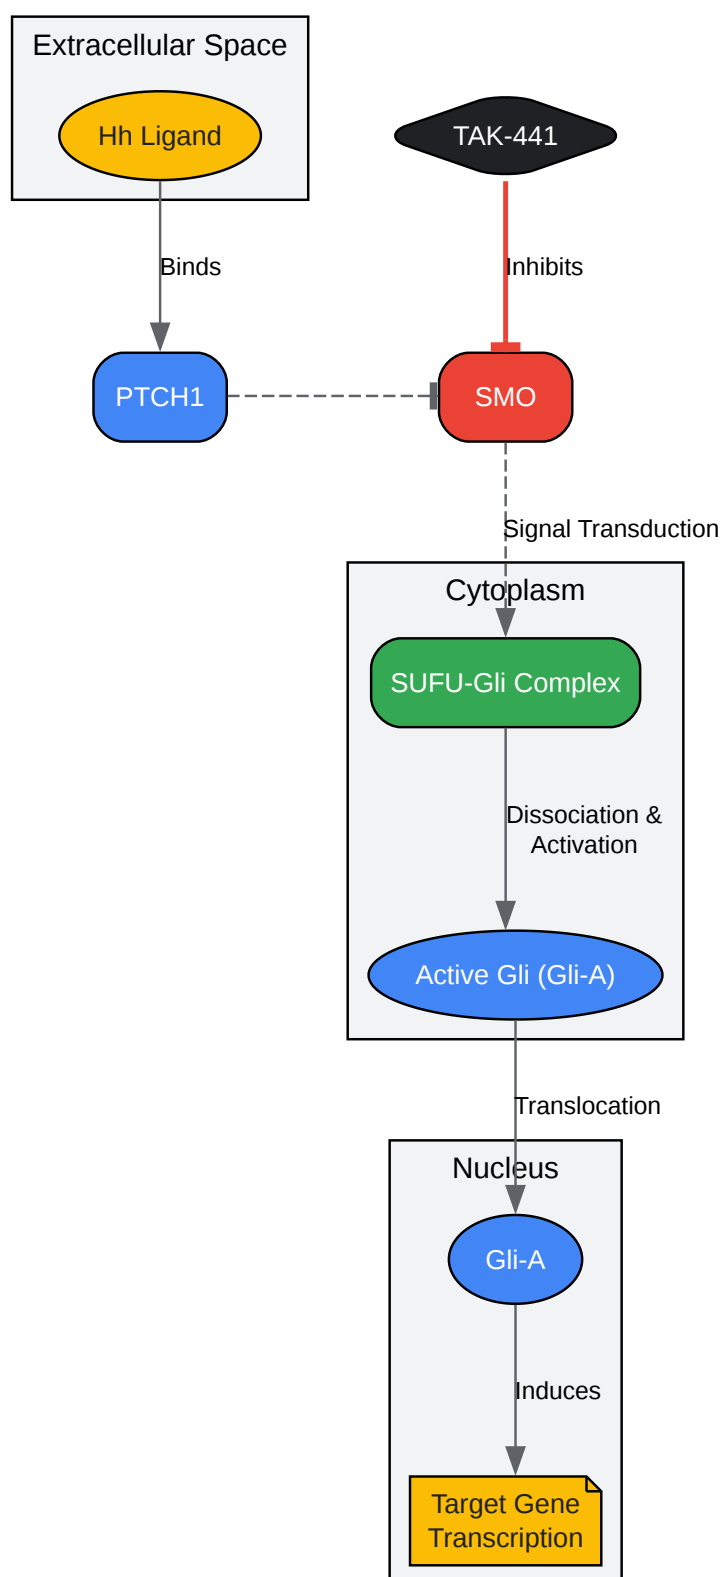 Extracellular Space
Hh Ligand
TAK-441
Binds
Inhibits
PTCH1
SMO
Signal Transduction
Cytoplasm
SUFU-Gli Complex
Dissociation &
Activation
Active Gli (Gli-A)
Translocation
Nucleus
Gli-A
Induces
Target Gene
Transcription